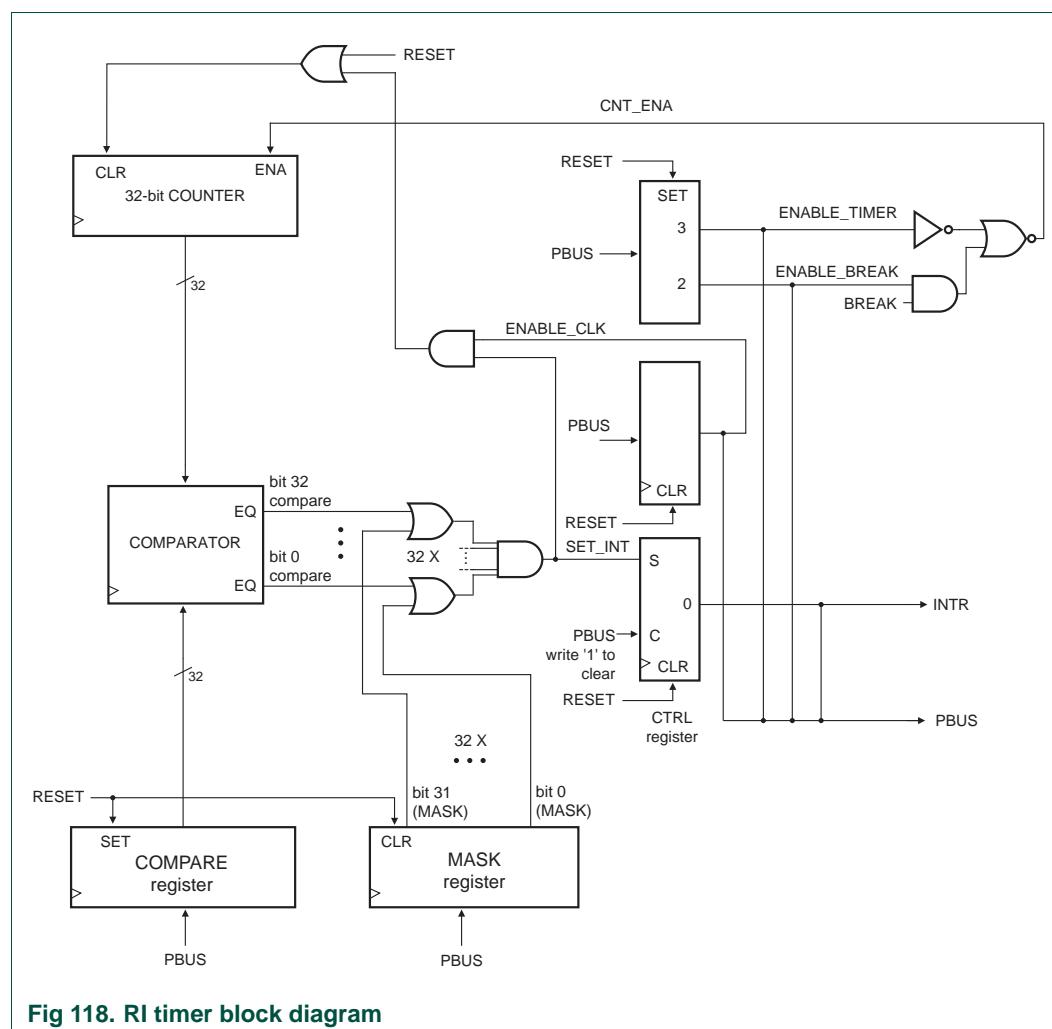 RESET
CNT_ENA
CLR
ENA
32-bit COUNTER
RESET
SET
3
ENABLE_TIMER
PBUS
2
ENABLE_BREAK
BREAK
32
ENABLE_CLK
PBUS
CLR
RESET
bit 32
compare
EQ
COMPARATOR
32 X
bit 0
compare
EQ
SET_INT
S
0
INTR
PBUS
write '1' to
clear
C
CLR
RESET
CTRL
register
PBUS
32
32 X
RESET
bit 31
(MASK)
bit 0
(MASK)
SET
COMPARE
register
CLR
MASK
register
PBUS
PBUS
Fig 118. RI timer block diagram